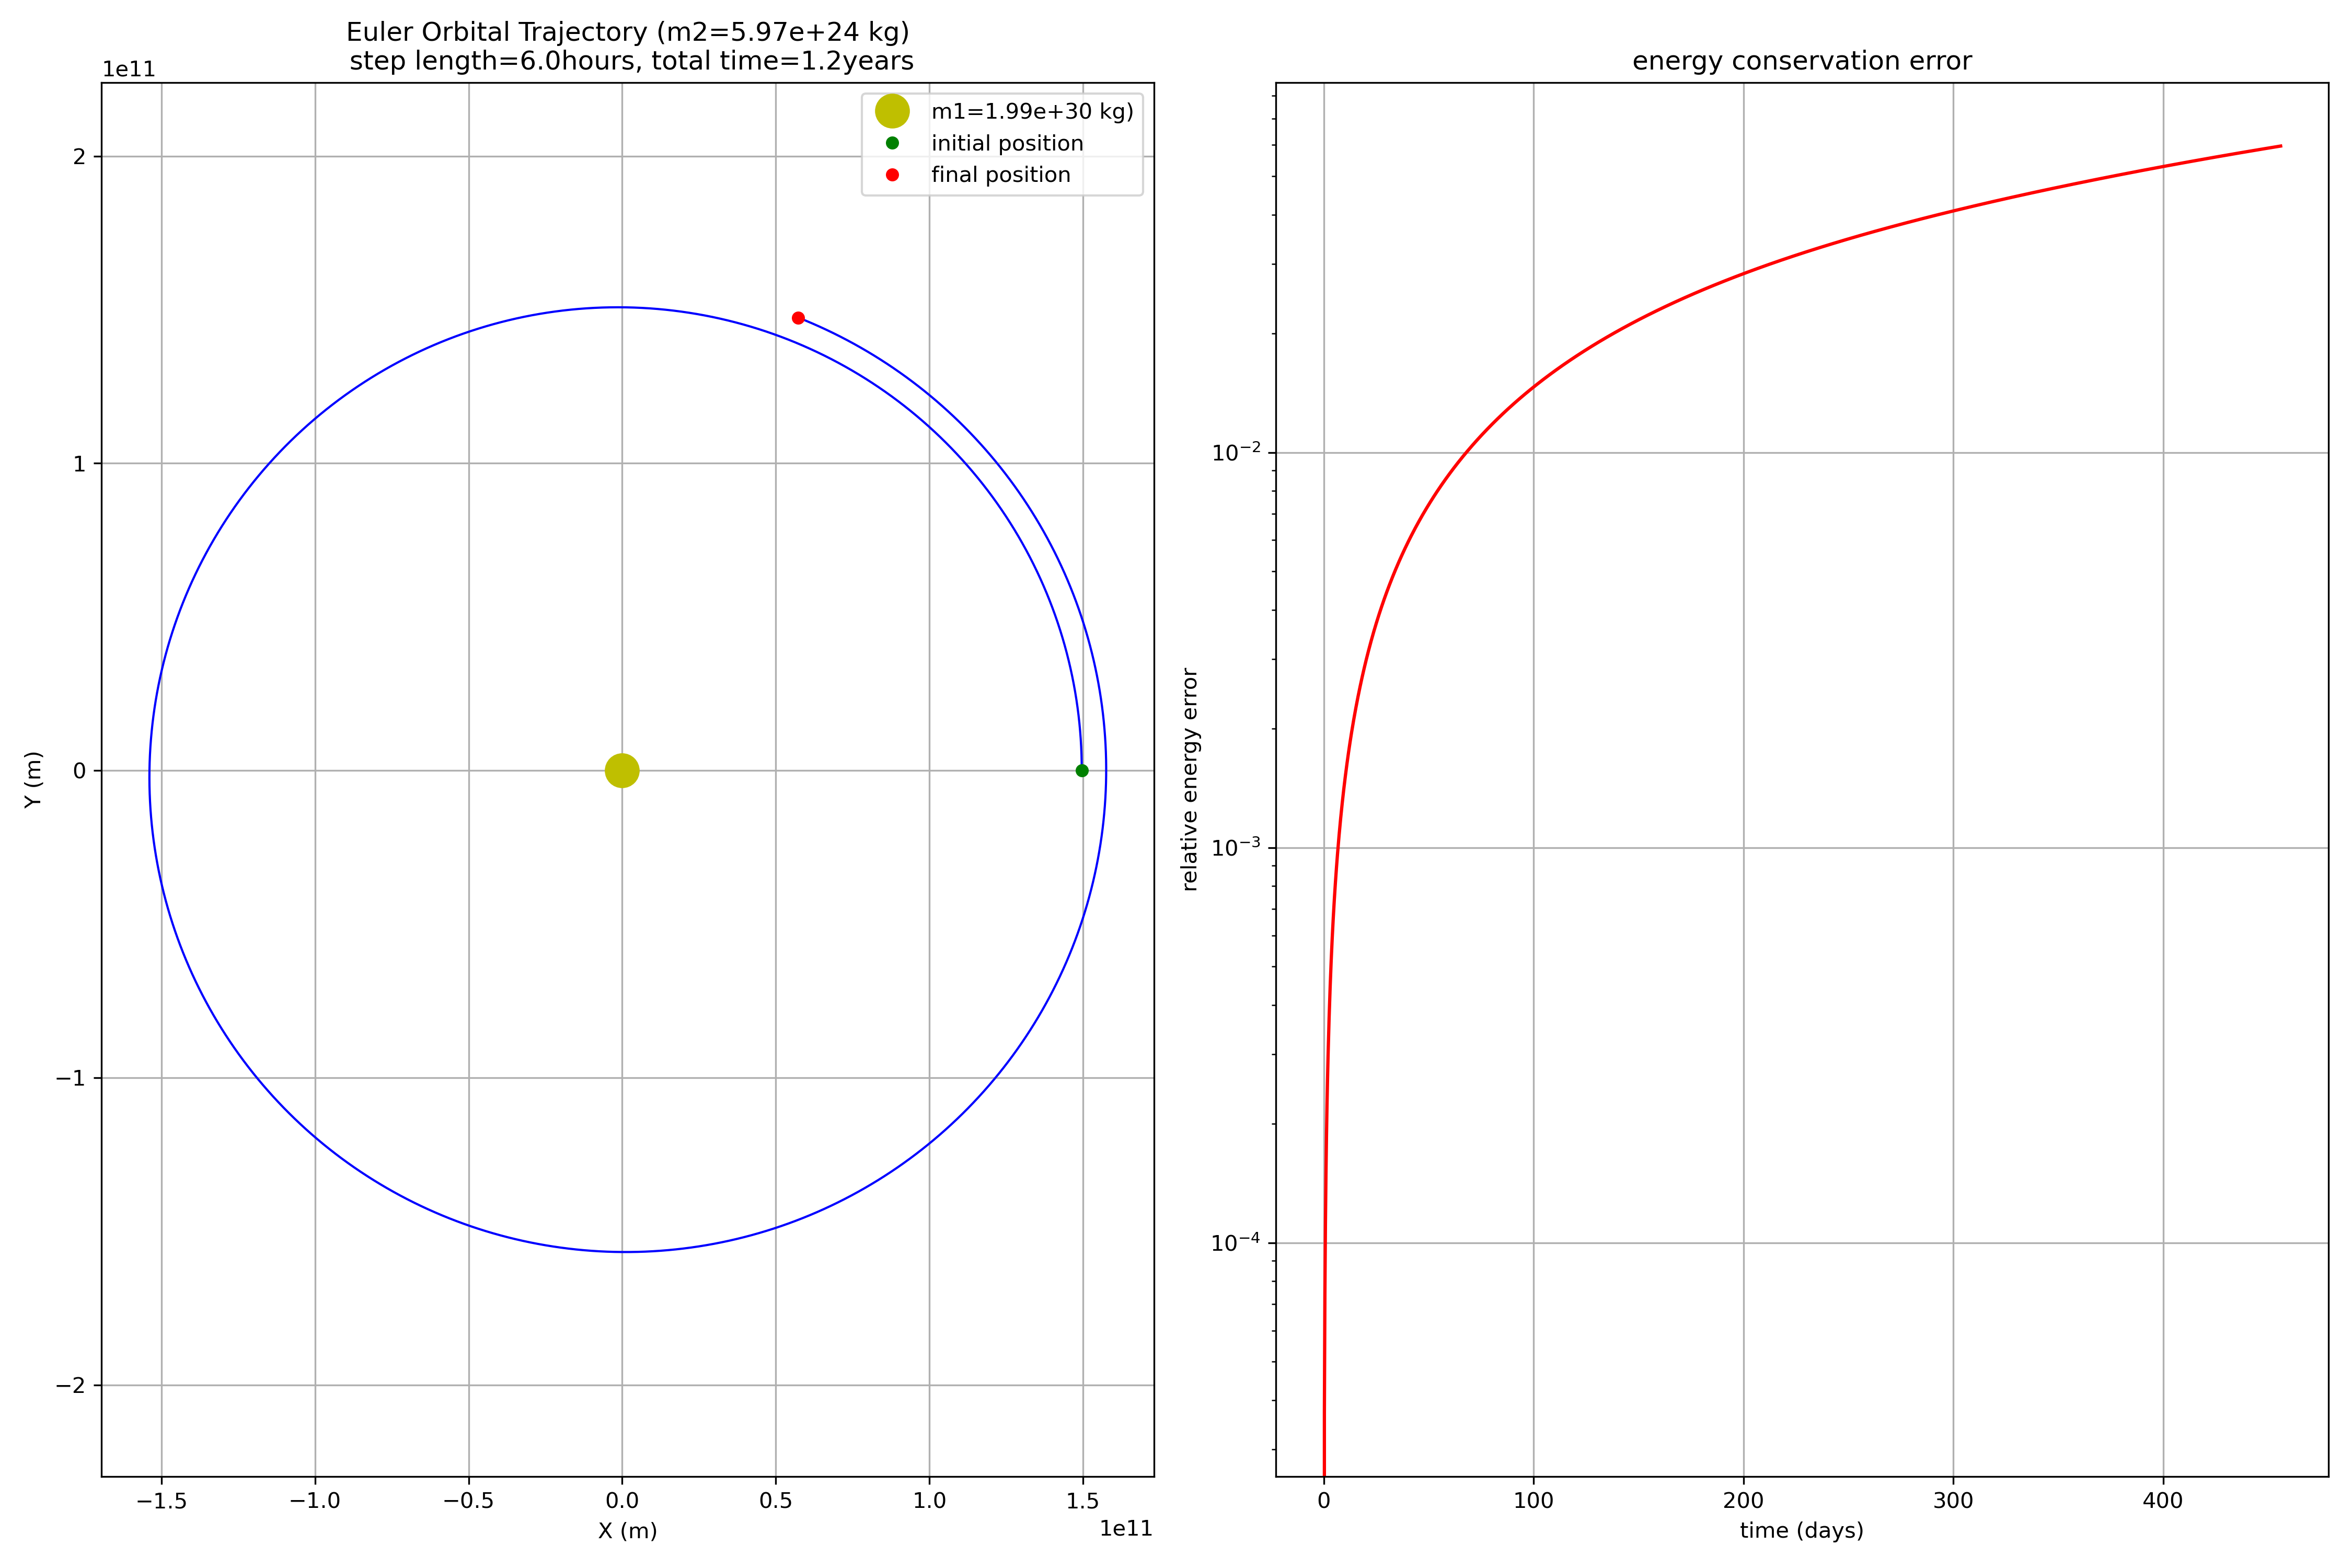 Euler Orbital Trajectory (m2=5.97e+24 kg)
step length=6.0hours, total time=1.2years
1e11
m1=1.99e+30 kg)
initial position
final position
2
1
0
−1
−2
Y (m)
−1.5
−1.0
−0.5
0.0
0.5
1.0
1.5
1e11
X (m)
energy conservation error
10⁻²
10⁻³
10⁻⁴
relative energy error
0
100
200
300
400
time (days)